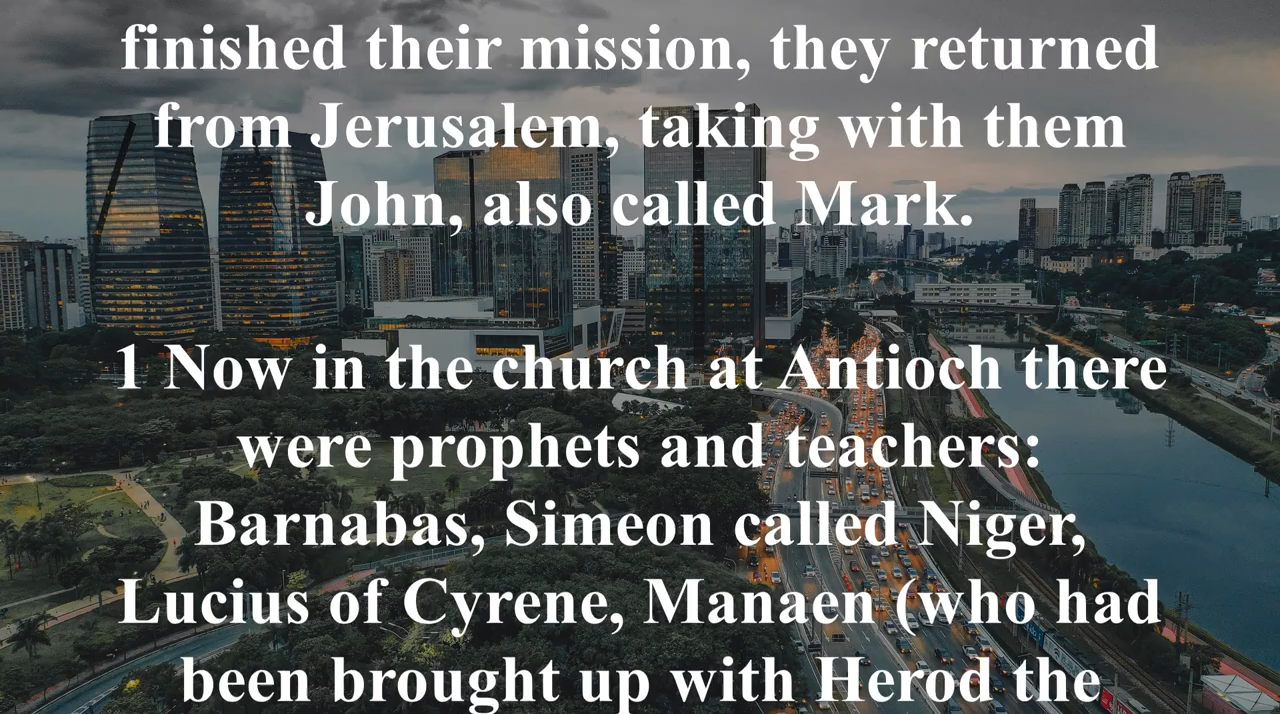 finished their mission, they returned
from Jerusalem, taking with them
John, also called Mark.
1 Now in the church at Antioch there
were prophets and teachers:
Barnabas, Simeon called Niger,
Lucius of Cyrene, Manaen (who had
been brought up with Herod the